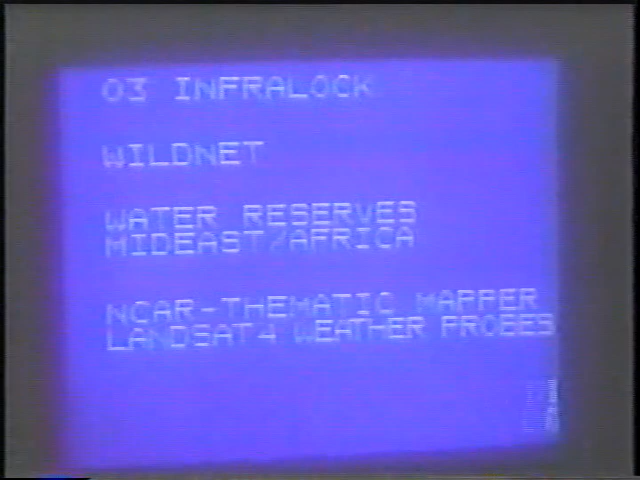 03 INFRALOCK
WILDNET
WATER RESERVES
MIDEAST/AFRICA
NCAR-THEMATIC MAPPER
LANDSAT4 WEATHER PROBES